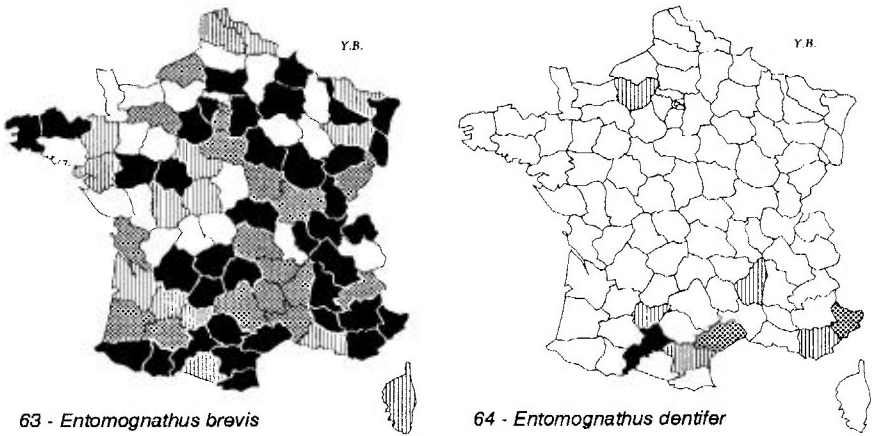 Y.B.
Y.B.
63 - Entomognathus brevis
64 - Entomognathus dentifer